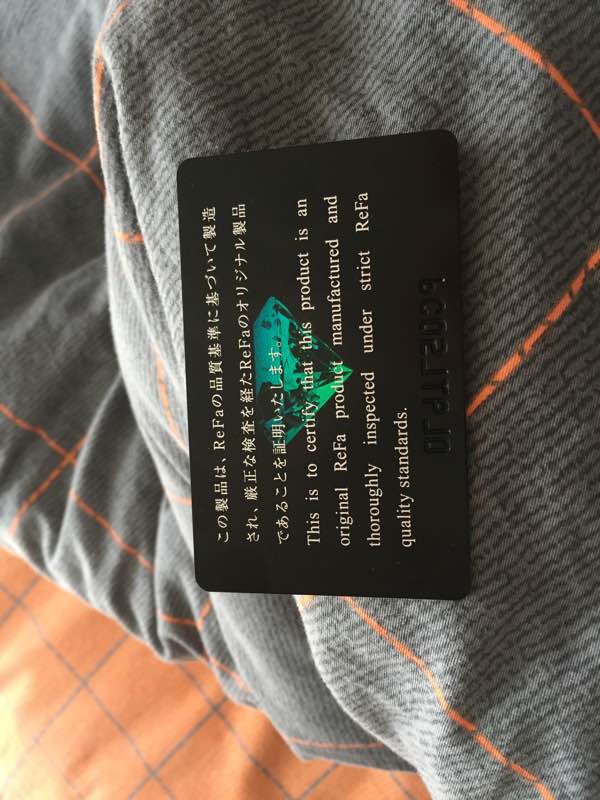 この製品は、ReFaの品質基準に基づいて製造
され、厳正な検査を経たReFaのオリジナル製品
であることを証明いたします。
This is to certify that this product is an
original ReFa product manufactured and
thoroughly inspected under strict ReFa
quality standards.